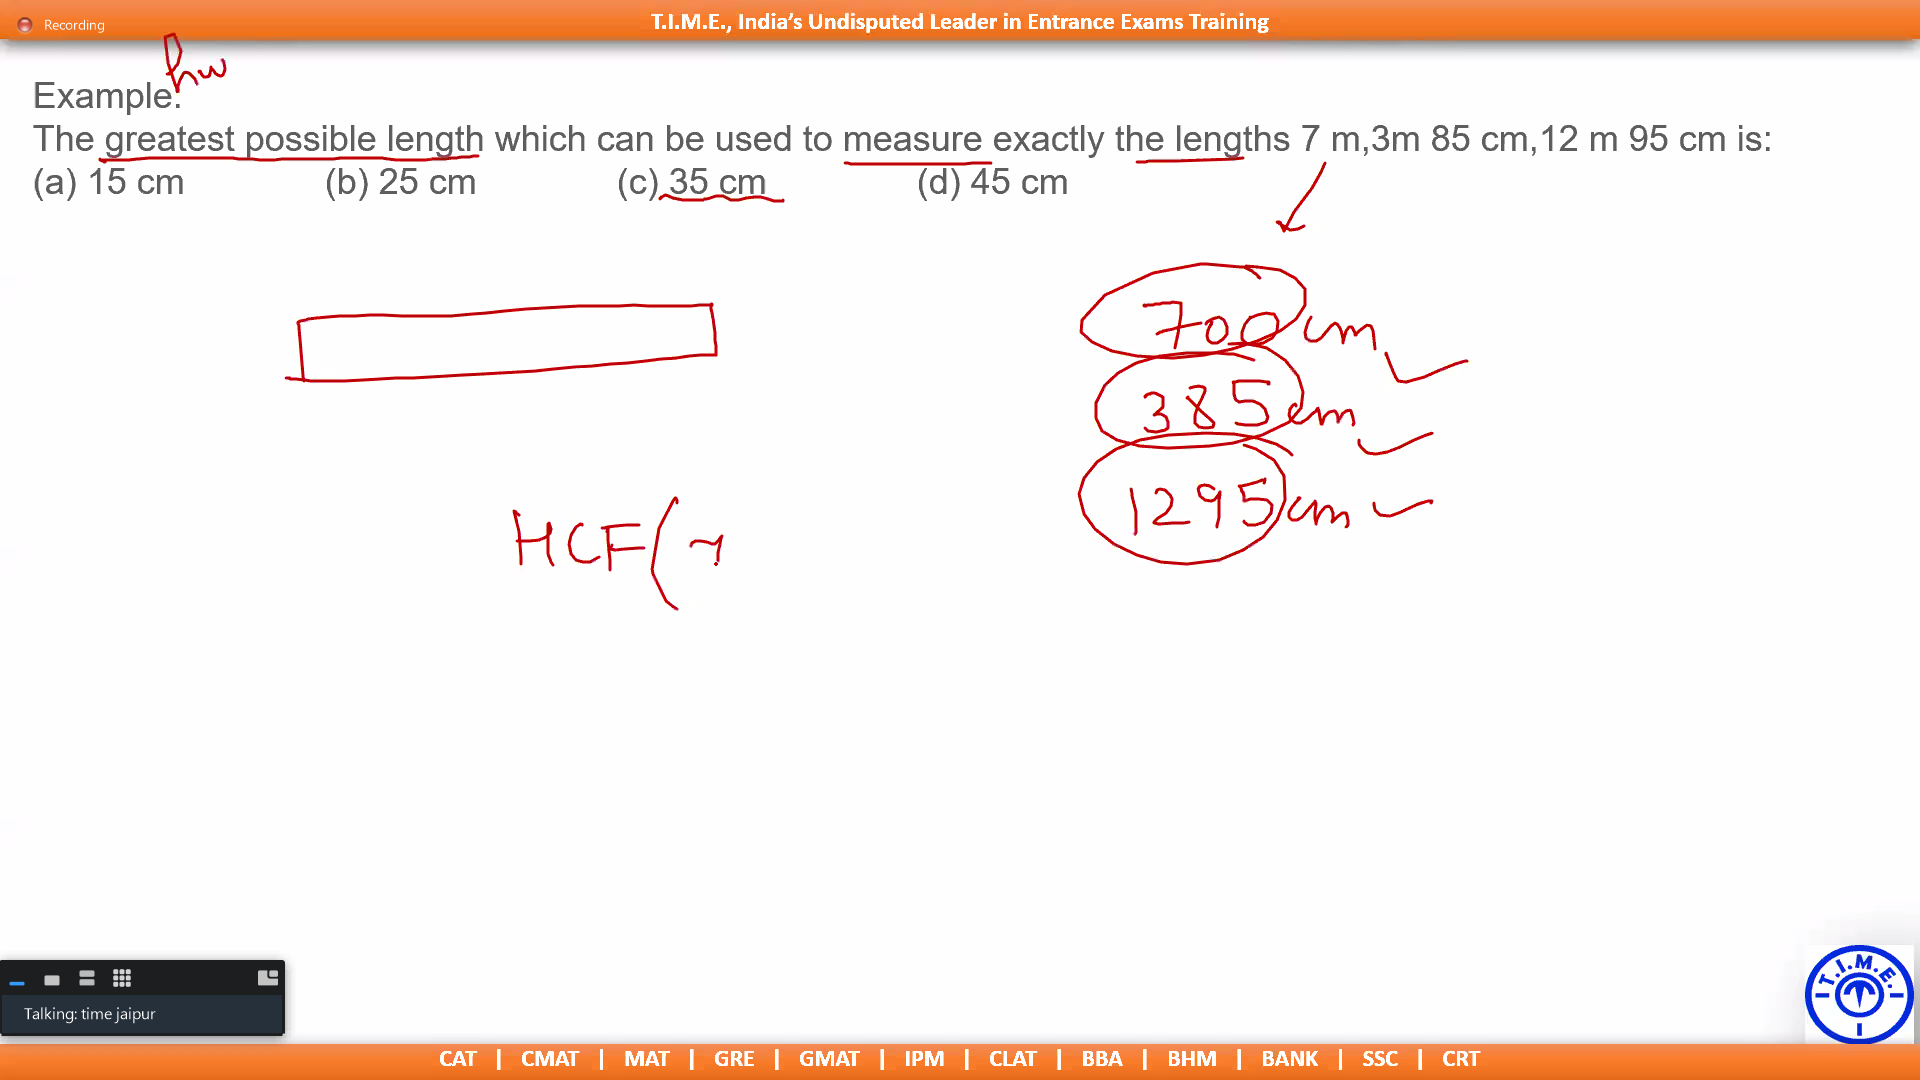 Recording
T.I.M.E., India's Undisputed Leader in Entrance Exams Training
hw
Example:
The greatest possible length which can be used to measure exactly the lengths 7 m,3m 85 cm,12 m 95 cm is:
(a) 15 cm (b) 25 cm (c) 35 cm (d) 45 cm
700 cm
385 cm
1295 cm
HCF(
Talking: time jaipur
T.I.M.E.
CAT | CMAT | MAT | GRE | GMAT | IPM | CLAT | BBA | BHM | BANK | SSC | CRT